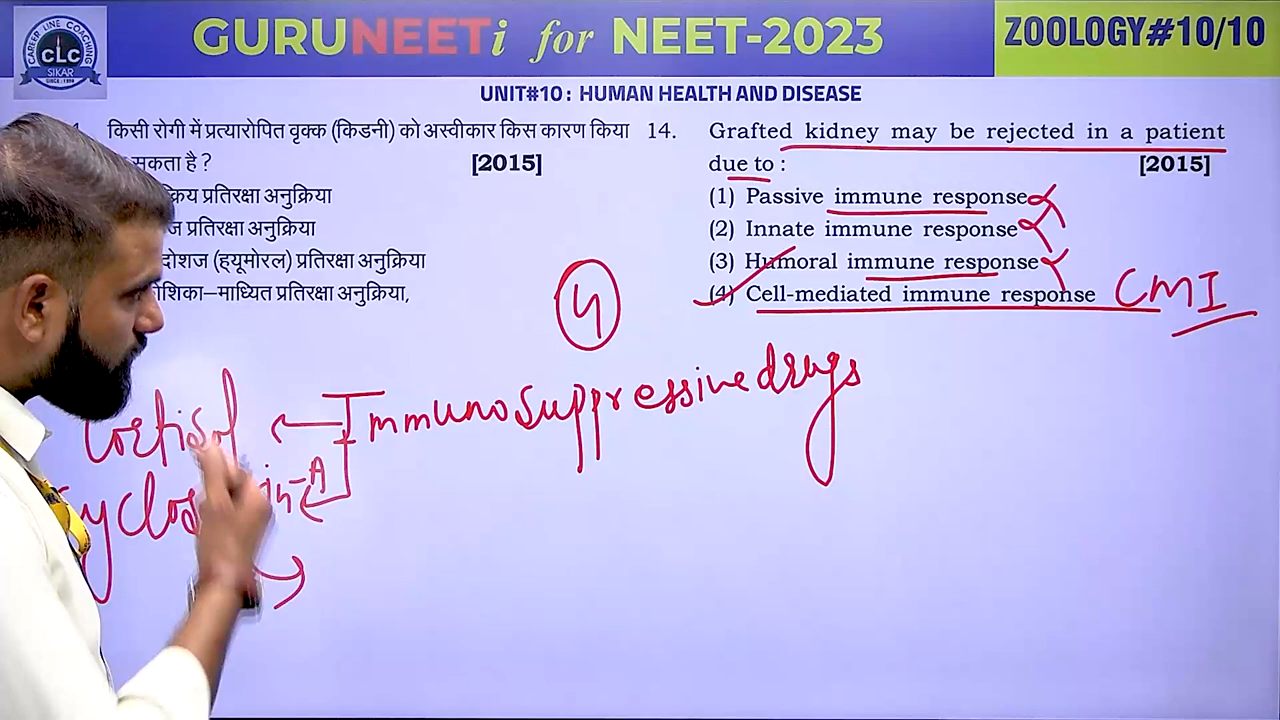 GURUNEETi for NEET-2023
ZOOLOGY#10/10
CAREER LINE COACHING
CLC
SIKAR
SINCE : 1996
UNIT#10 : HUMAN HEALTH AND DISEASE
किसी रोगी में प्रत्यारोपित वृक्क (किडनी) को अस्वीकार किस कारण किया
सकता है ? [2015]
प्रतिरक्षा अनुक्रिया
प्रतिरक्षा अनुक्रिया
(ह्यूमोरल) प्रतिरक्षा अनुक्रिया
प्रतिरक्षा अनुक्रिया,
14. Grafted kidney may be rejected in a patient
due to : [2015]
(1) Passive immune response
(2) Innate immune response
(3) Humoral immune response
(4) Cell-mediated immune response CMI
4
Immunosuppressive drugs
Cortisol
A